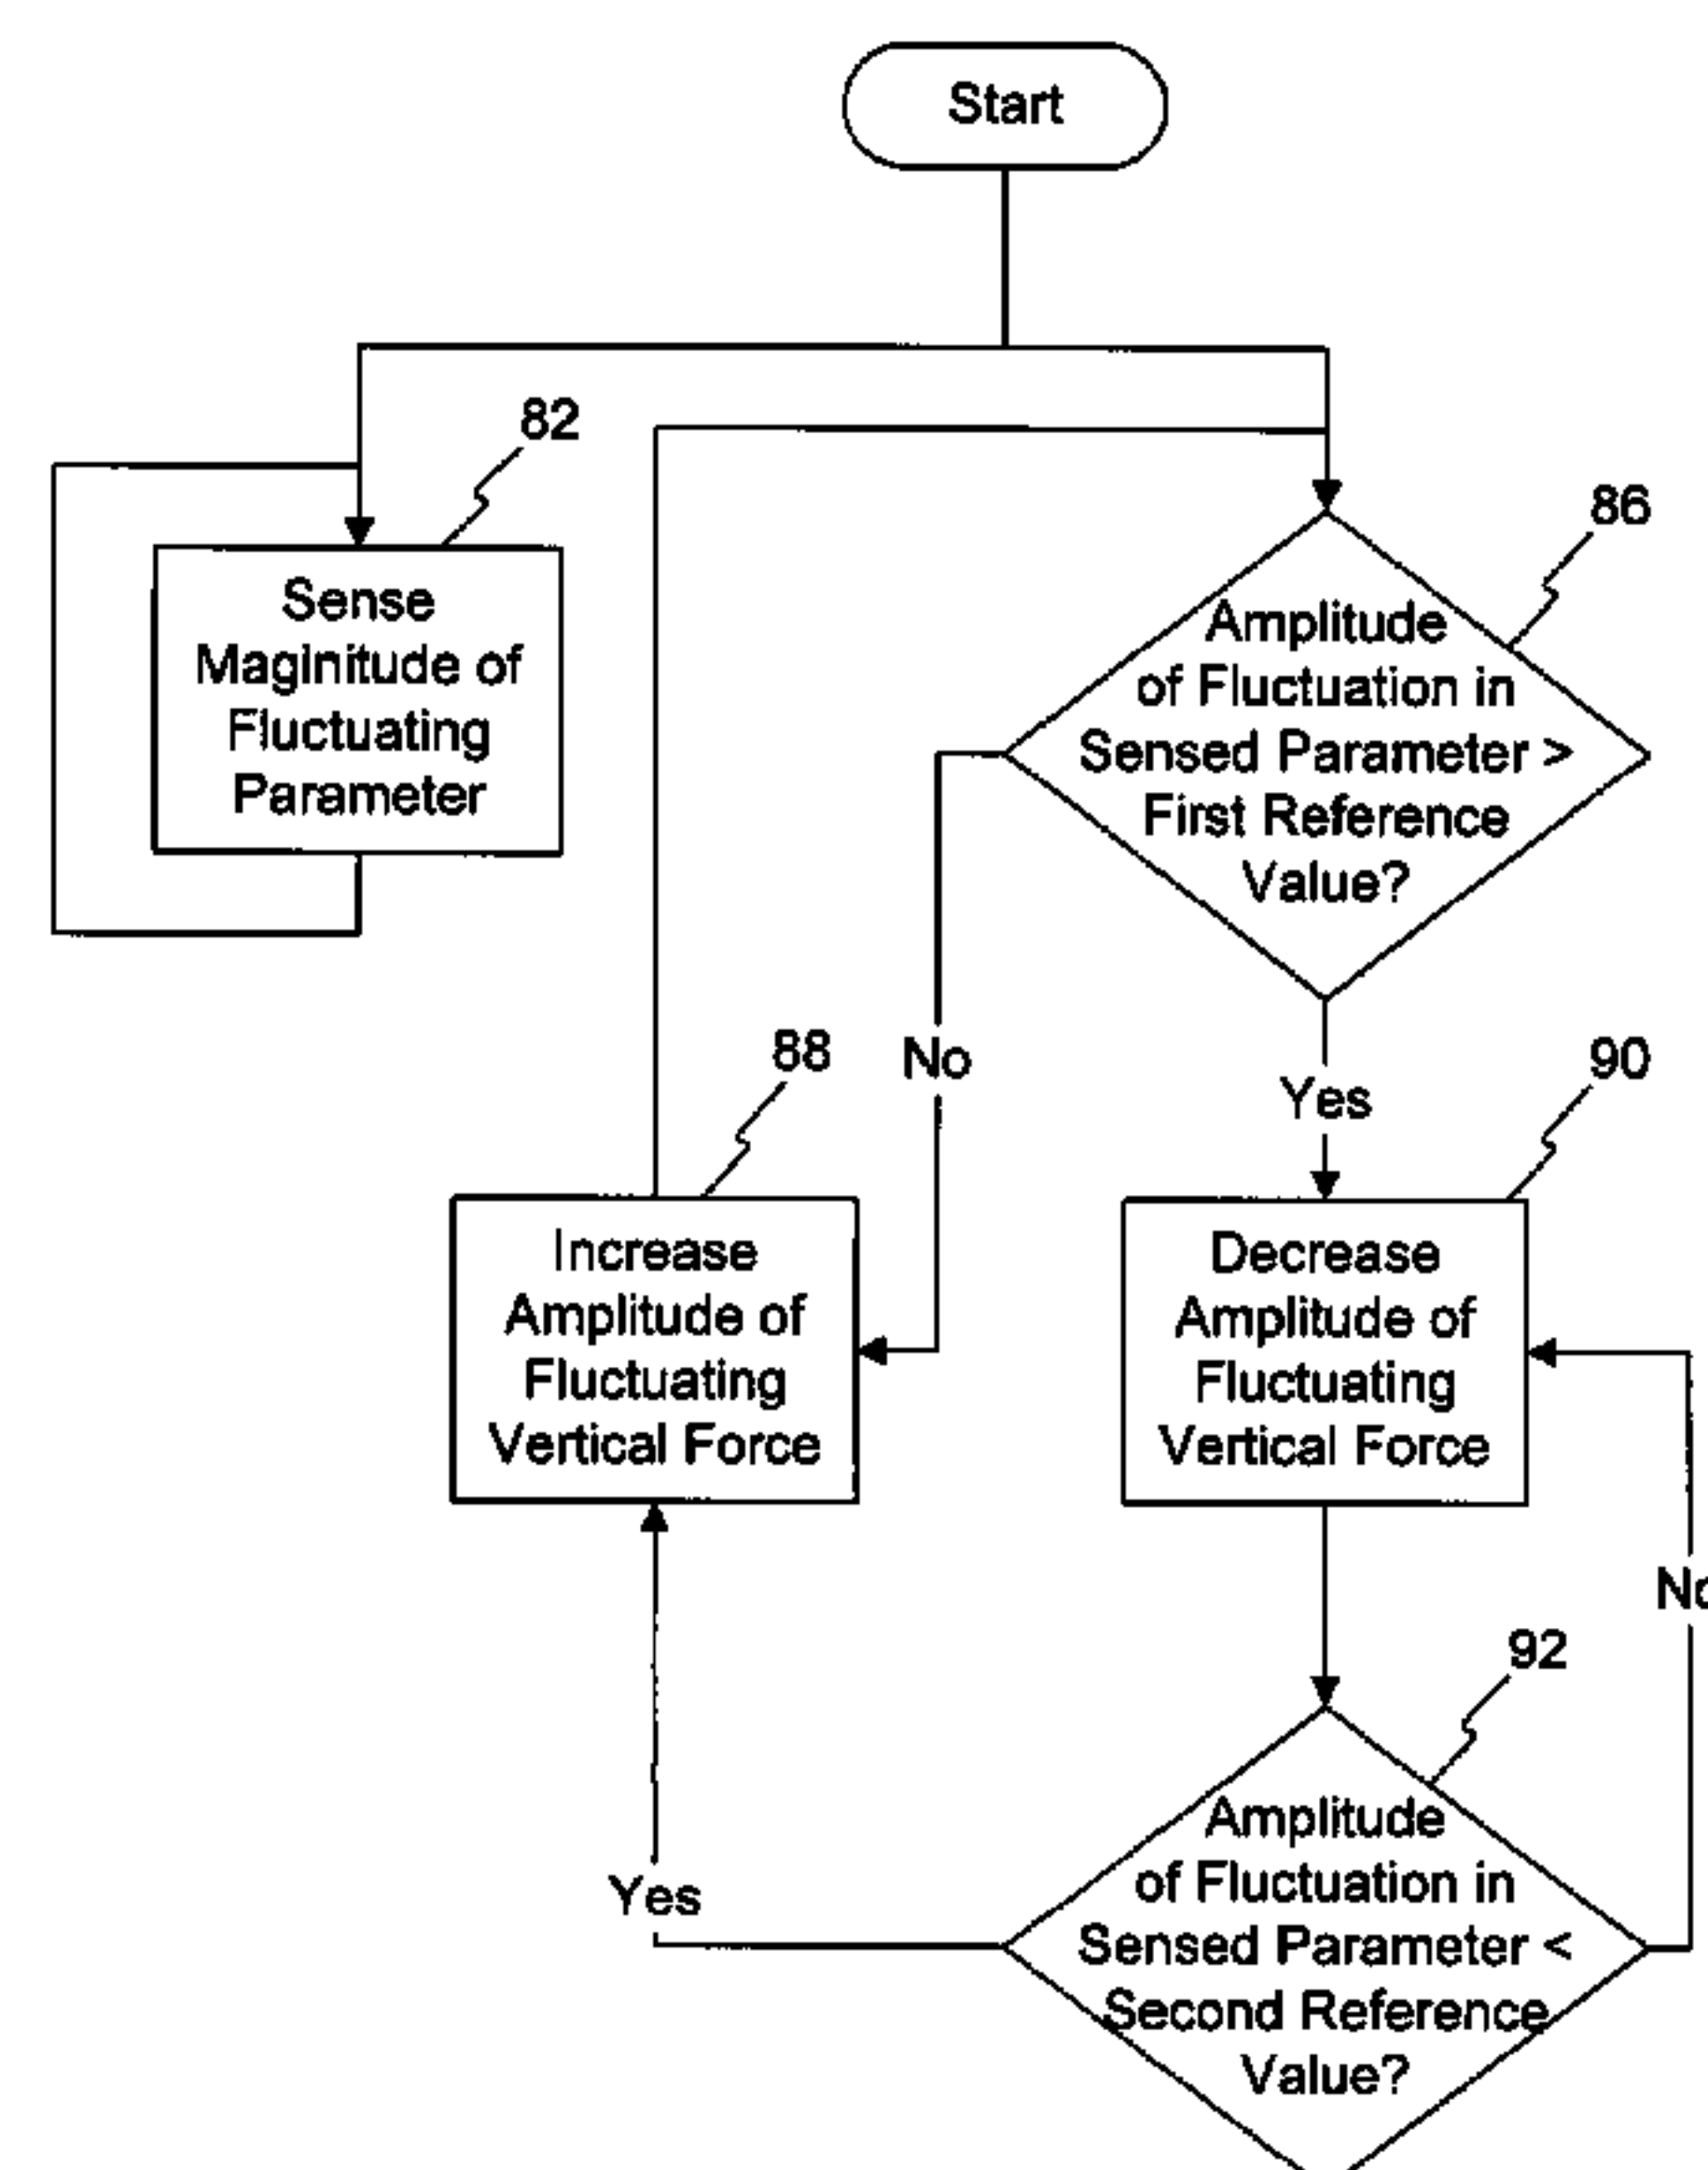 Start
82
Sense
Maginitude of
Fluctuating
Parameter
86
Amplitude
of Fluctuation in
Sensed Parameter >
First Reference
Value?
No
Yes
88
Increase
Amplitude of
Fluctuating
Vertical Force
90
Decrease
Amplitude of
Fluctuating
Vertical Force
No
92
Amplitude
of Fluctuation in
Sensed Parameter <
Second Reference
Value?
Yes